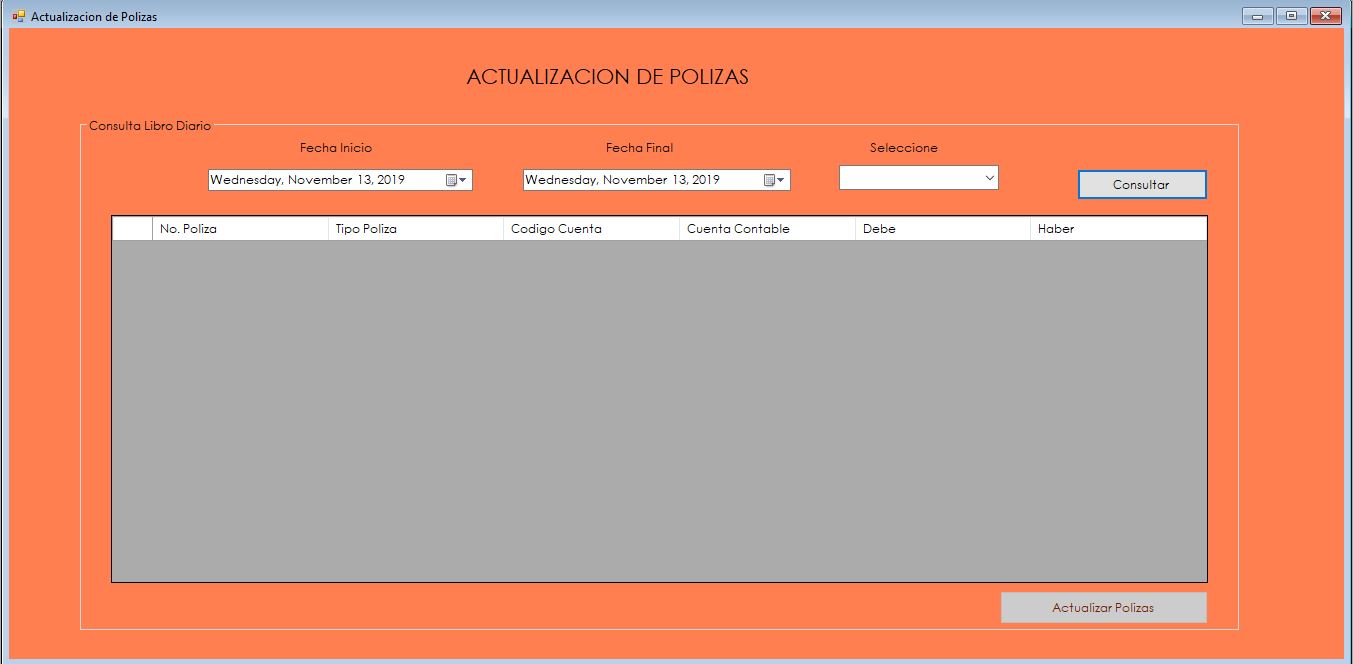 Actualizacion de Polizas
ACTUALIZACION DE POLIZAS
Consulta Libro Diario
Fecha Inicio Fecha Final Seleccione
Wednesday, November 13, 2019 Wednesday, November 13, 2019
Consultar
No. Poliza Tipo Poliza Codigo Cuenta Cuenta Contable Debe Haber
Actualizar Polizas